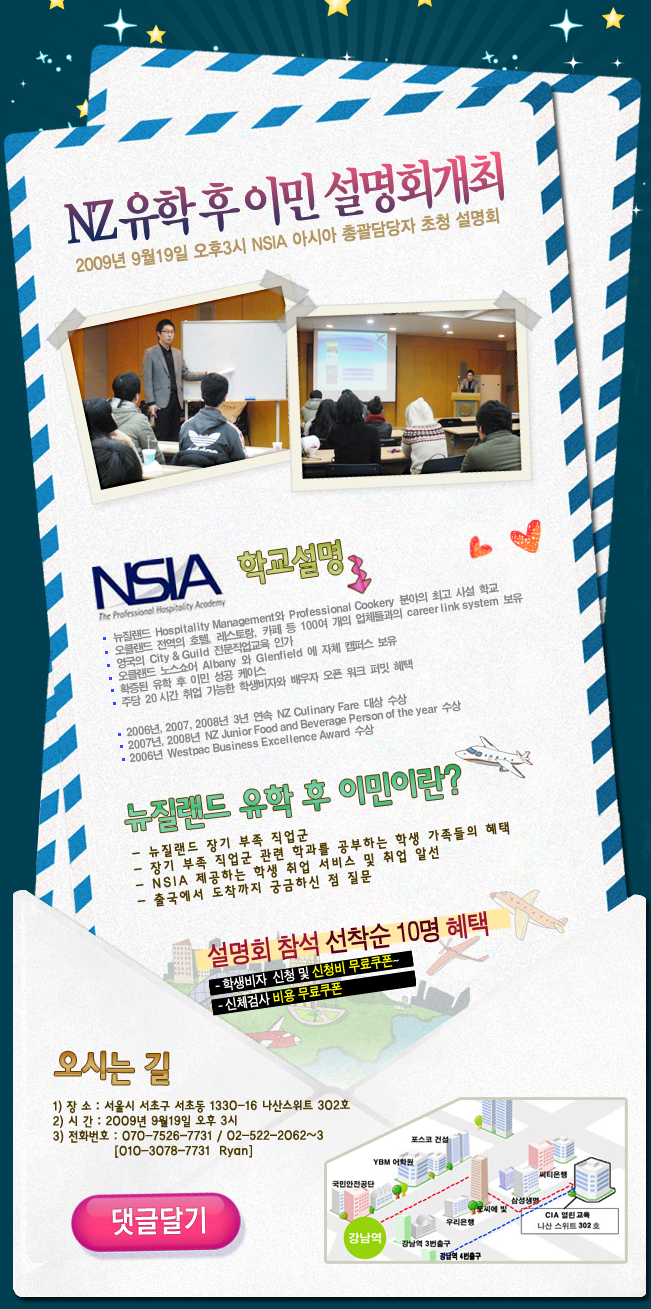 NZ 유학 후 이민 설명회개최
2009년 9월19일 오후3시 NSIA 아시아 총괄담당자 초청 설명회
NSIA
The Professional Hospitality Academy
학교설명
뉴질랜드 Hospitality Management와 Professional Cookery 분야의 최고 사설 학교
오클랜드 전역의 호텔, 레스토랑, 카페 등 100여 개의 업체들과의 career link system 보유
영국의 City & Guild 전문직업교육 인가
오클랜드 노스쇼어 Albany 와 Glenfield 에 자체 캠퍼스 보유
확증된 유학 후 이민 성공 케이스
주당 20시간 취업 가능한 학생비자와 배우자 오픈 워크 퍼밋 혜택
2006년, 2007, 2008년 3년 연속 NZ Culinary Fare 대상 수상
2007년, 2008년 NZ Junior Food and Beverage Person of the year 수상
2006년 Westpac Business Excellence Award 수상
뉴질랜드 유학 후 이민이란?
- 뉴질랜드 장기 부족 직업군
- 장기 부족 직업군 관련 학과를 공부하는 학생 가족들의 혜택
- NSIA 제공하는 학생 취업 서비스 및 취업 알선
- 출국에서 도착까지 궁금하신 점 질문
설명회 참석 선착순 10명 혜택
- 학생비자 신청 및 신청비 무료쿠폰~
- 신체검사 비용 무료쿠폰
오시는 길
1) 장 소 : 서울시 서초구 서초동 1330-16 나산스위트 302호
2) 시 간 : 2009년 9월19일 오후 3시
3) 전화번호 : 070-7526-7731 / 02-522-2062~3
[010-3078-7731 Ryan]
댓글달기
포스코 건설
YBM 어학원
국민안전공단
씨티은행
삼성생명
우리은행
CIA 열린교육
나산 스위트 302 호
강남역
강남역 3번출구
강남역 4번출구